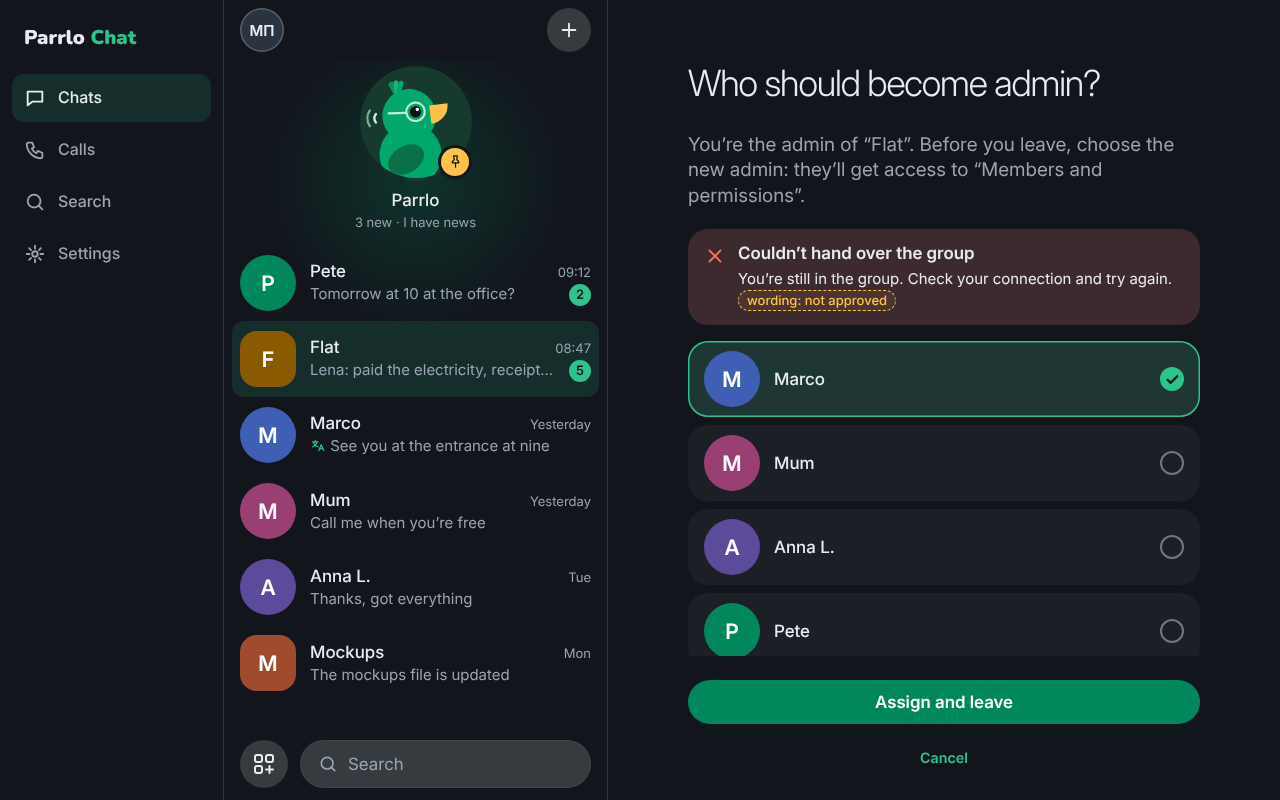 Parrlo Chat
Chats
Calls
Search
Settings
МП
Parrlo
3 new · I have news
P
Pete
09:12
Tomorrow at 10 at the office?
2
F
Flat
08:47
Lena: paid the electricity, receipt...
5
M
Marco
Yesterday
See you at the entrance at nine
M
Mum
Yesterday
Call me when you’re free
A
Anna L.
Tue
Thanks, got everything
M
Mockups
Mon
The mockups file is updated
Search
Who should become admin?
You’re the admin of “Flat”. Before you leave, choose the
new admin: they’ll get access to “Members and
permissions”.
Couldn’t hand over the group
You’re still in the group. Check your connection and try again.
wording: not approved
M
Marco
M
Mum
A
Anna L.
P
Pete
Assign and leave
Cancel